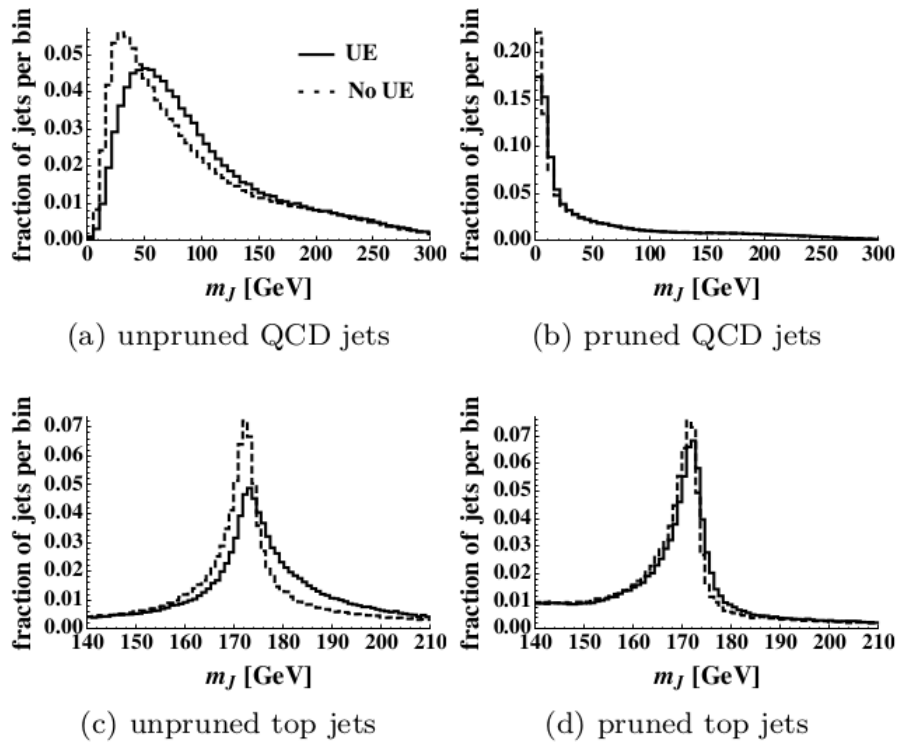 fraction of jets per bin
0.05
0.04
0.03
0.02
0.01
0.00
UE
No UE
0 50 100 150 200 250 300
m_J [GeV]
(a) unpruned QCD jets
fraction of jets per bin
0.20
0.15
0.10
0.05
0.00
0 50 100 150 200 250 300
m_J [GeV]
(b) pruned QCD jets
fraction of jets per bin
0.07
0.06
0.05
0.04
0.03
0.02
0.01
0.00
140 150 160 170 180 190 200 210
m_J [GeV]
(c) unpruned top jets
fraction of jets per bin
0.07
0.06
0.05
0.04
0.03
0.02
0.01
0.00
140 150 160 170 180 190 200 210
m_J [GeV]
(d) pruned top jets